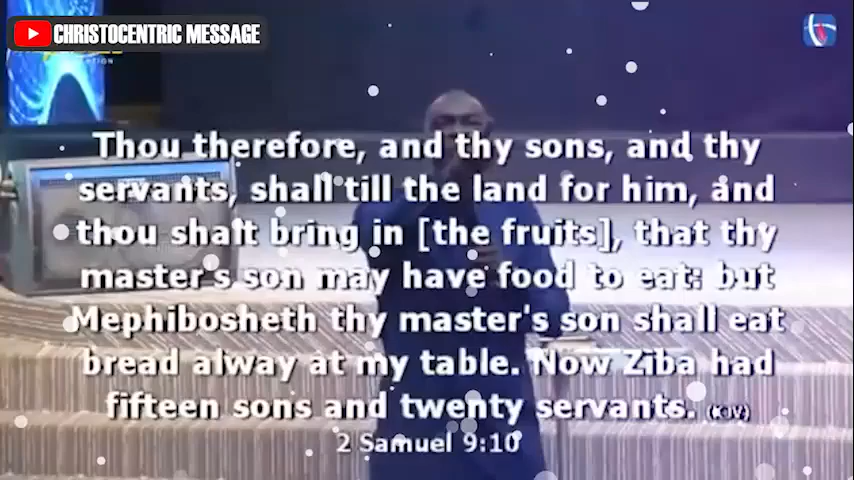 CHRISTOCENTRIC MESSAGE
Thou therefore, and thy sons, and thy
servants, shall till the land for him, and
thou shalt bring in [the fruits], that thy
master's son may have food to eat: but
Mephibosheth thy master's son shall eat
bread alway at my table. Now Ziba had
fifteen sons and twenty servants. (KJV)
2 Samuel 9:10